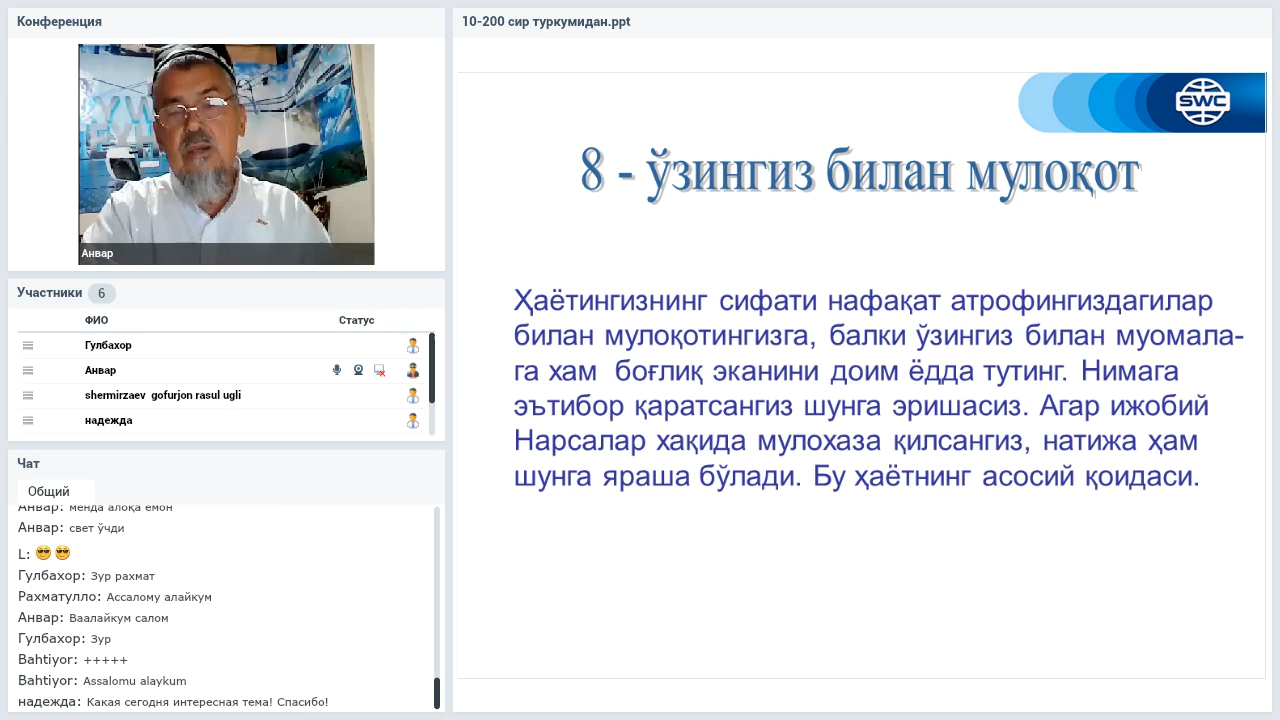 Конференция
Анвар
Участники 6
ФИО Статус
Гулбахор
Анвар
shermirzaev gofurjon rasul ugli
надежда
Чат
Общий
Анвар: менда алоқа ёмон
Анвар: свет ўчди
L:
Гулбахор: Зур рахмат
Рахматулло: Ассалому алайкум
Анвар: Ваалайкум салом
Гулбахор: Зур
Bahtiyor: +++++
Bahtiyor: Assalomu alaykum
надежда: Какая сегодня интересная тема! Спасибо!
10-200 сир туркумидан.ppt
SWC
8 - ўзингиз билан мулоқот
Ҳаётингизнинг сифати нафақат атрофингиздагилар
билан мулоқотингизга, балки ўзингиз билан муомала-
га хам боғлиқ эканини доим ёдда тутинг. Нимага
эътибор қаратсангиз шунга эришасиз. Агар ижобий
Нарсалар хақида мулохаза қилсангиз, натижа ҳам
шунга яраша бўлади. Бу ҳаётнинг асосий қоидаси.